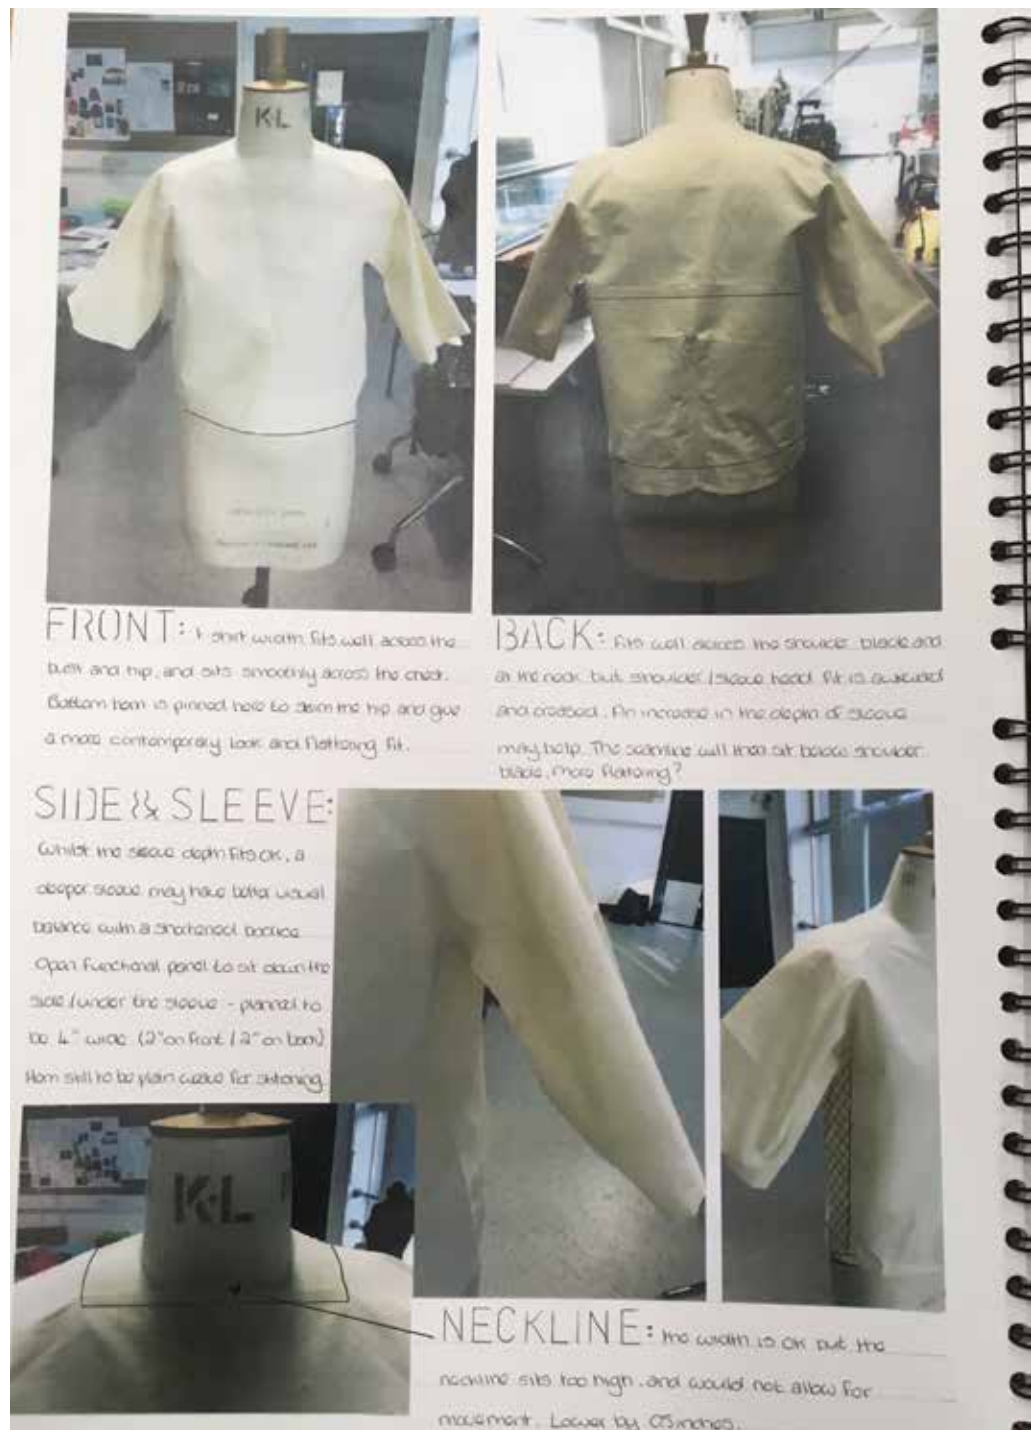 K·L
FRONT: t shirt width fits well across the
bust and hip, and sits smoothly across the chest.
Bottom hem is pinned here to skim the hip and give
a more contemporary look and flattering fit.
BACK: Fits well across the shoulder blade and
at the neck but shoulder/sleeve head fit is awkward
and creased. An increase in the depth of sleeve
may help. The seamline will then sit below shoulder
blade, more flattering?
SIDE & SLEEVE:
Whilst the sleeve depth fits ok, a
deeper sleeve may have better visual
balance with a shortened bodice
Open functional panel to sit down the
side/under the sleeve - planned to
be 4" wide (2" on front / 2" on back)
Hem still to be plain weave for stitching
K·L
NECKLINE: the width is ok but the
neckline sits too high, and would not allow for
movement. Lower by 0.5 inches.